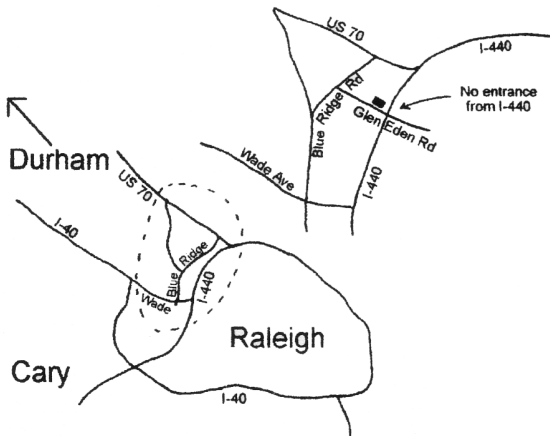 US 70
I-440
No entrance
from I-440
Blue Ridge Rd
Glen Eden Rd
Wade Ave
I-440
Durham
US 70
I-40
Blue Ridge
I-440
Wade
Raleigh
Cary
I-40